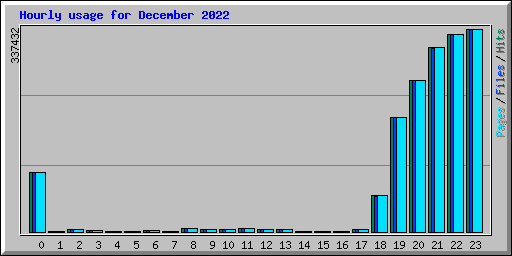 Hourly usage for December 2022
337432
Pages/Files/Hits
0 1 2 3 4 5 6 7 8 9 10 11 12 13 14 15 16 17 18 19 20 21 22 23